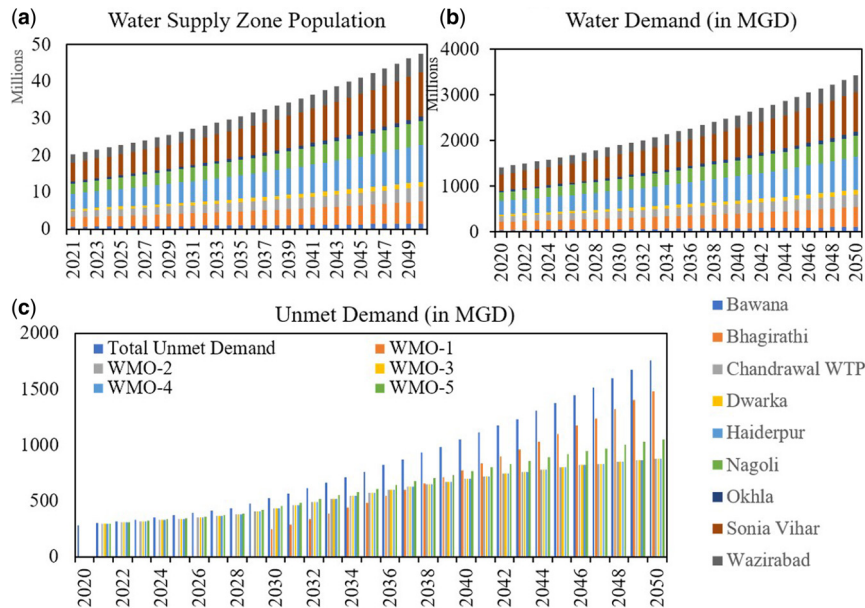 (a) Water Supply Zone Population
Millions
50
40
30
20
10
0
2021 2023 2025 2027 2029 2031 2033 2035 2037 2039 2041 2043 2045 2047 2049
(b) Water Demand (in MGD)
Millions
4000
3000
2000
1000
0
2020 2022 2024 2026 2028 2030 2032 2034 2036 2038 2040 2042 2044 2046 2048 2050
(c) Unmet Demand (in MGD)
2000
1500
1000
500
0
Total Unmet Demand WMO-1
WMO-2 WMO-3
WMO-4 WMO-5
2020 2022 2024 2026 2028 2030 2032 2034 2036 2038 2040 2042 2044 2046 2048 2050
Bawana
Bhagirathi
Chandrawal WTP
Dwarka
Haiderpur
Nagoli
Okhla
Sonia Vihar
Wazirabad